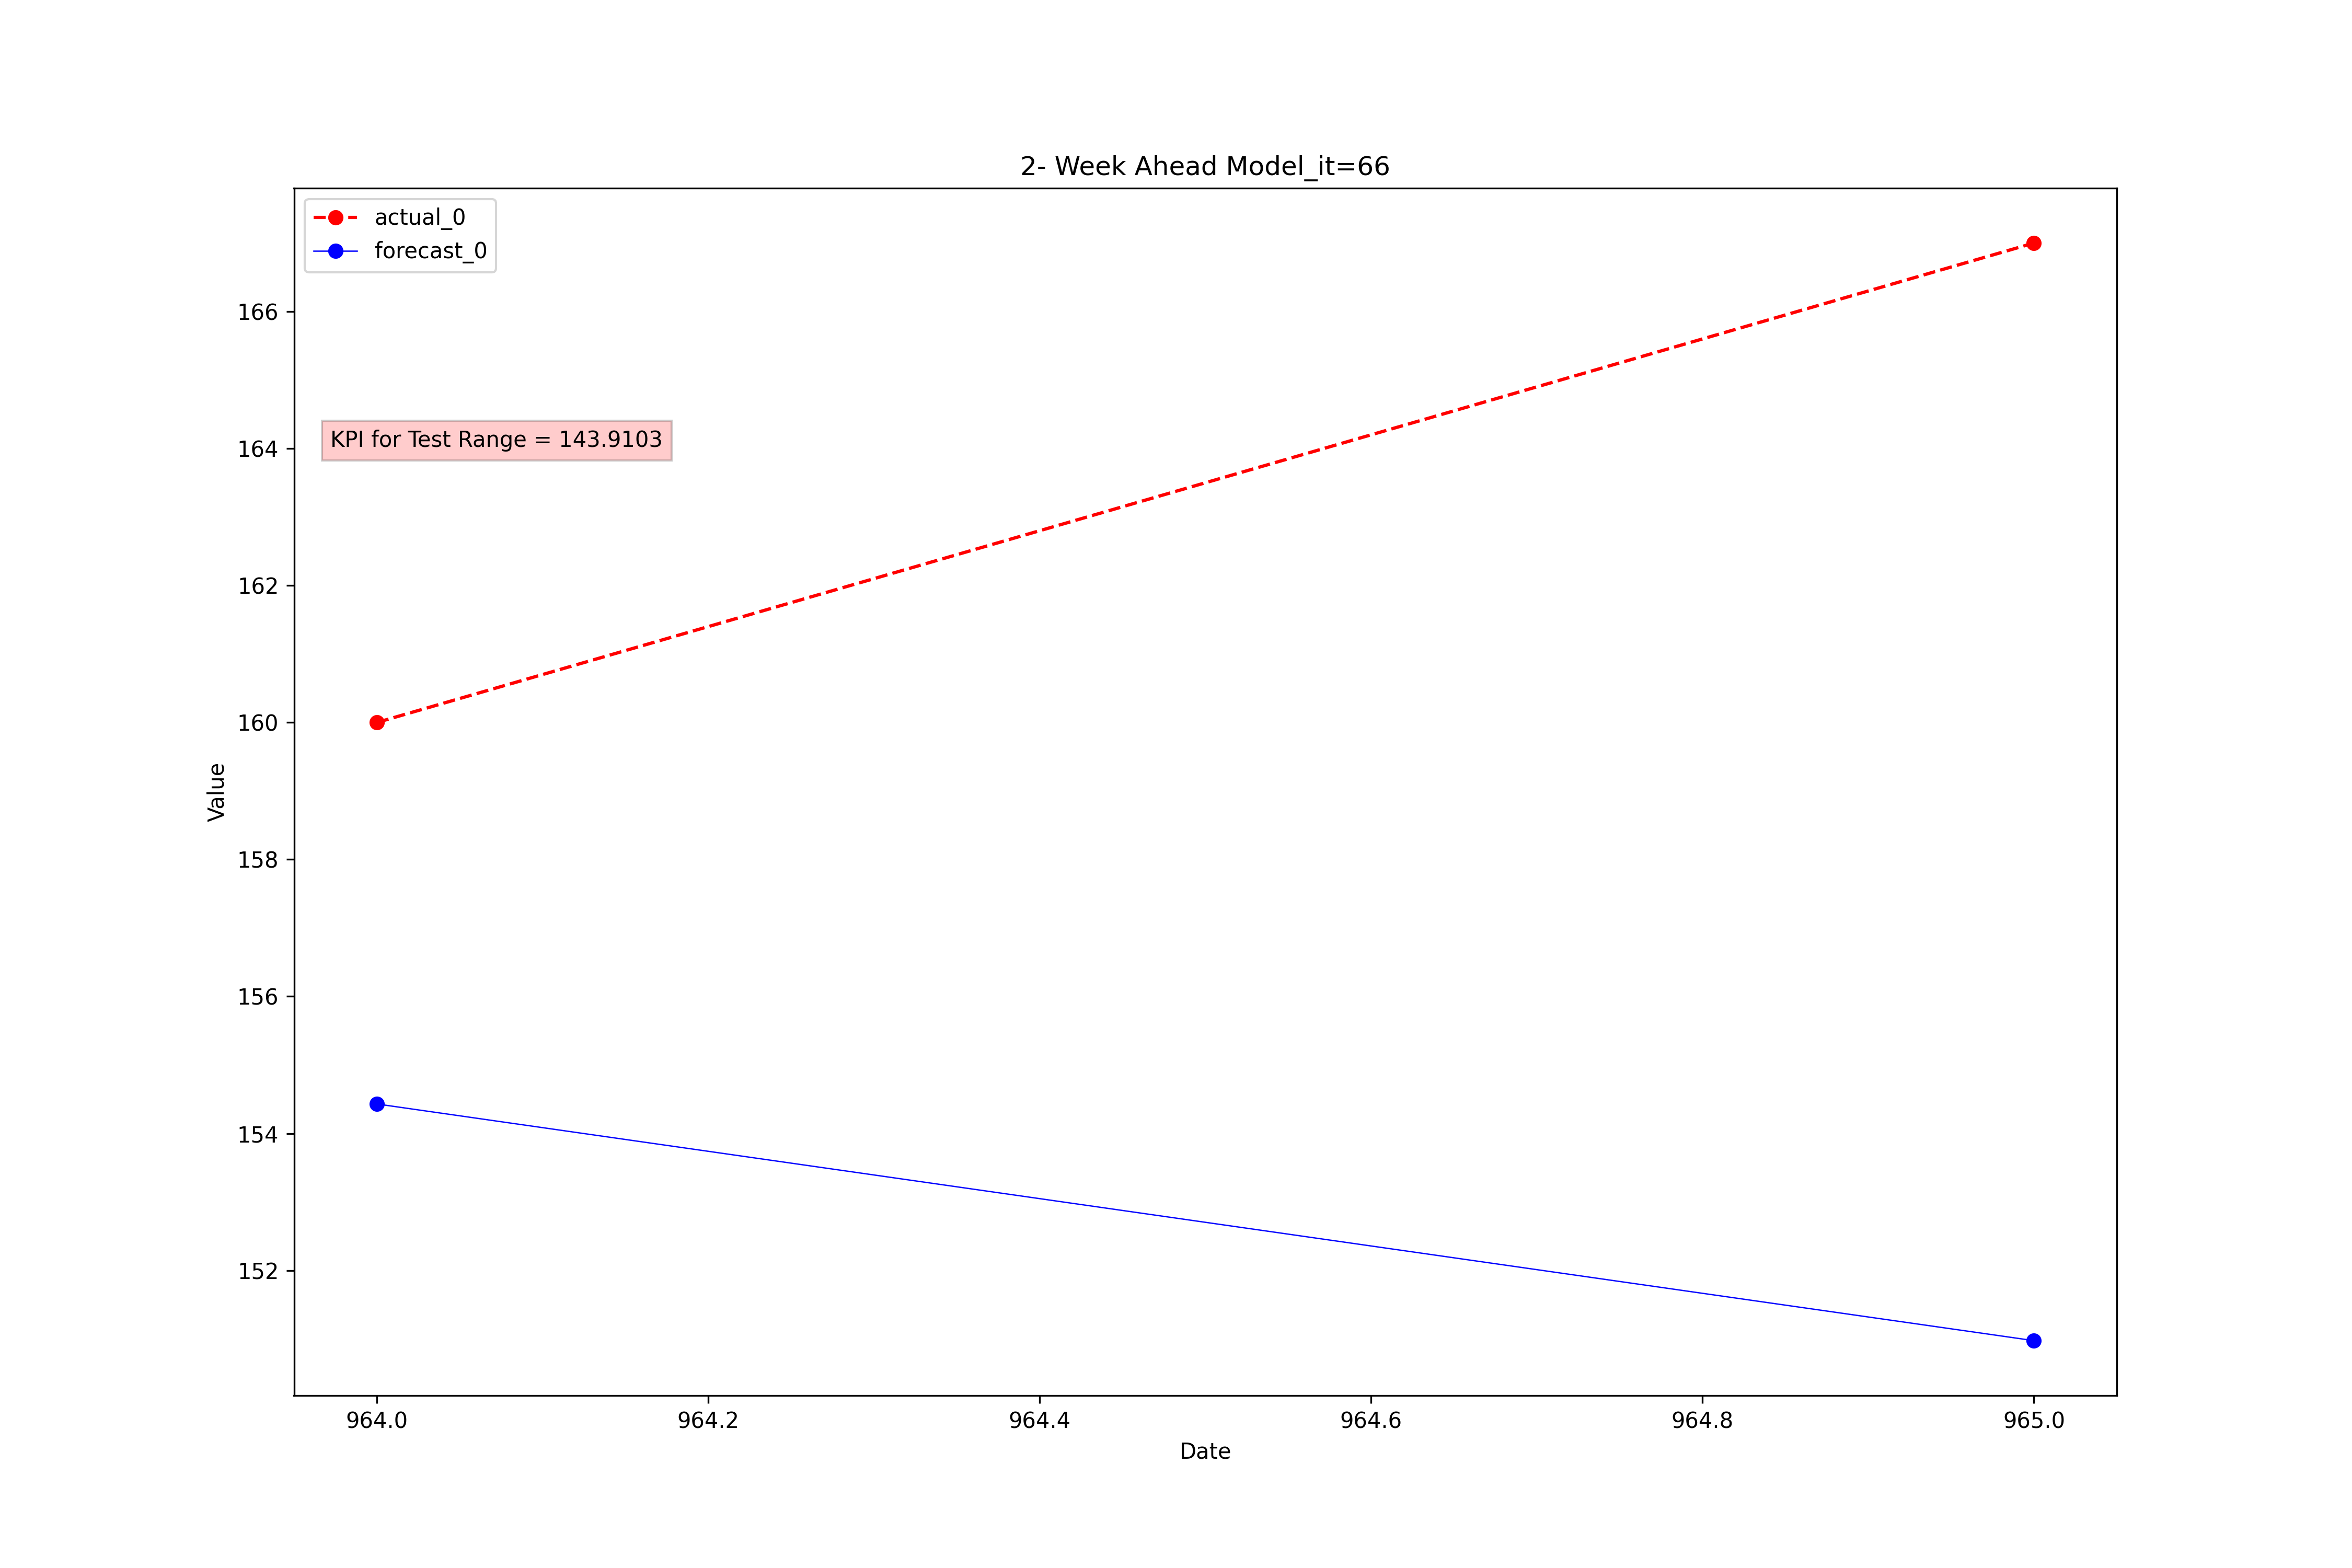 2- Week Ahead Model_it=66
actual_0
forecast_0
KPI for Test Range = 143.9103
166
164
162
160
158
156
154
152
Value
964.0 964.2 964.4 964.6 964.8 965.0
Date